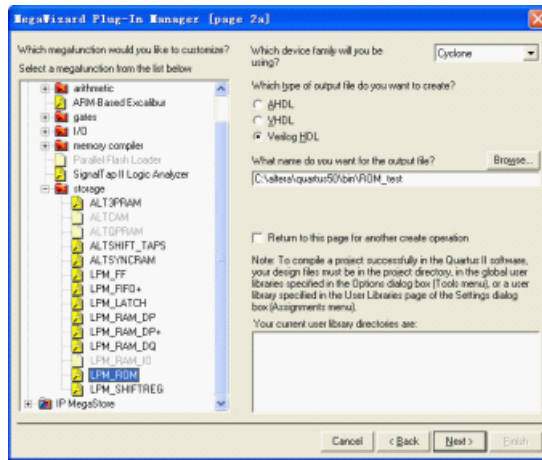 MegaWizard Plug-In Manager [page 2a]
Which megafunction would you like to customize?
Select a megafunction from the list below
arithmetic
ARM-Based Excalibur
gates
I/O
memory compiler
Parallel Flash Loader
SignalTap II Logic Analyzer
storage
ALT3PRAM
ALTCAM
ALTQPRAM
ALTSHIFT_TAPS
ALTSYNCRAM
LPM_FF
LPM_FIFO+
LPM_LATCH
LPM_RAM_DP
LPM_RAM_DP+
LPM_RAM_DQ
LPM_RAM_IO
LPM_ROM
LPM_SHIFTREG
IP MegaStore
Which device family will you be
using?
Cyclone
Which type of output file do you want to create?
AHDL
VHDL
Verilog HDL
What name do you want for the output file?
Browse...
C:\altera\quartus50\bin\ROM_test
Return to this page for another create operation
Note: To compile a project successfully in the Quartus II software,
your design files must be in the project directory, in the global user
libraries specified in the Options dialog box (Tools menu), or a user
library specified in the User Libraries page of the Settings dialog
box (Assignments menu).
Your current user library directories are:
Cancel
< Back
Next >
Finish